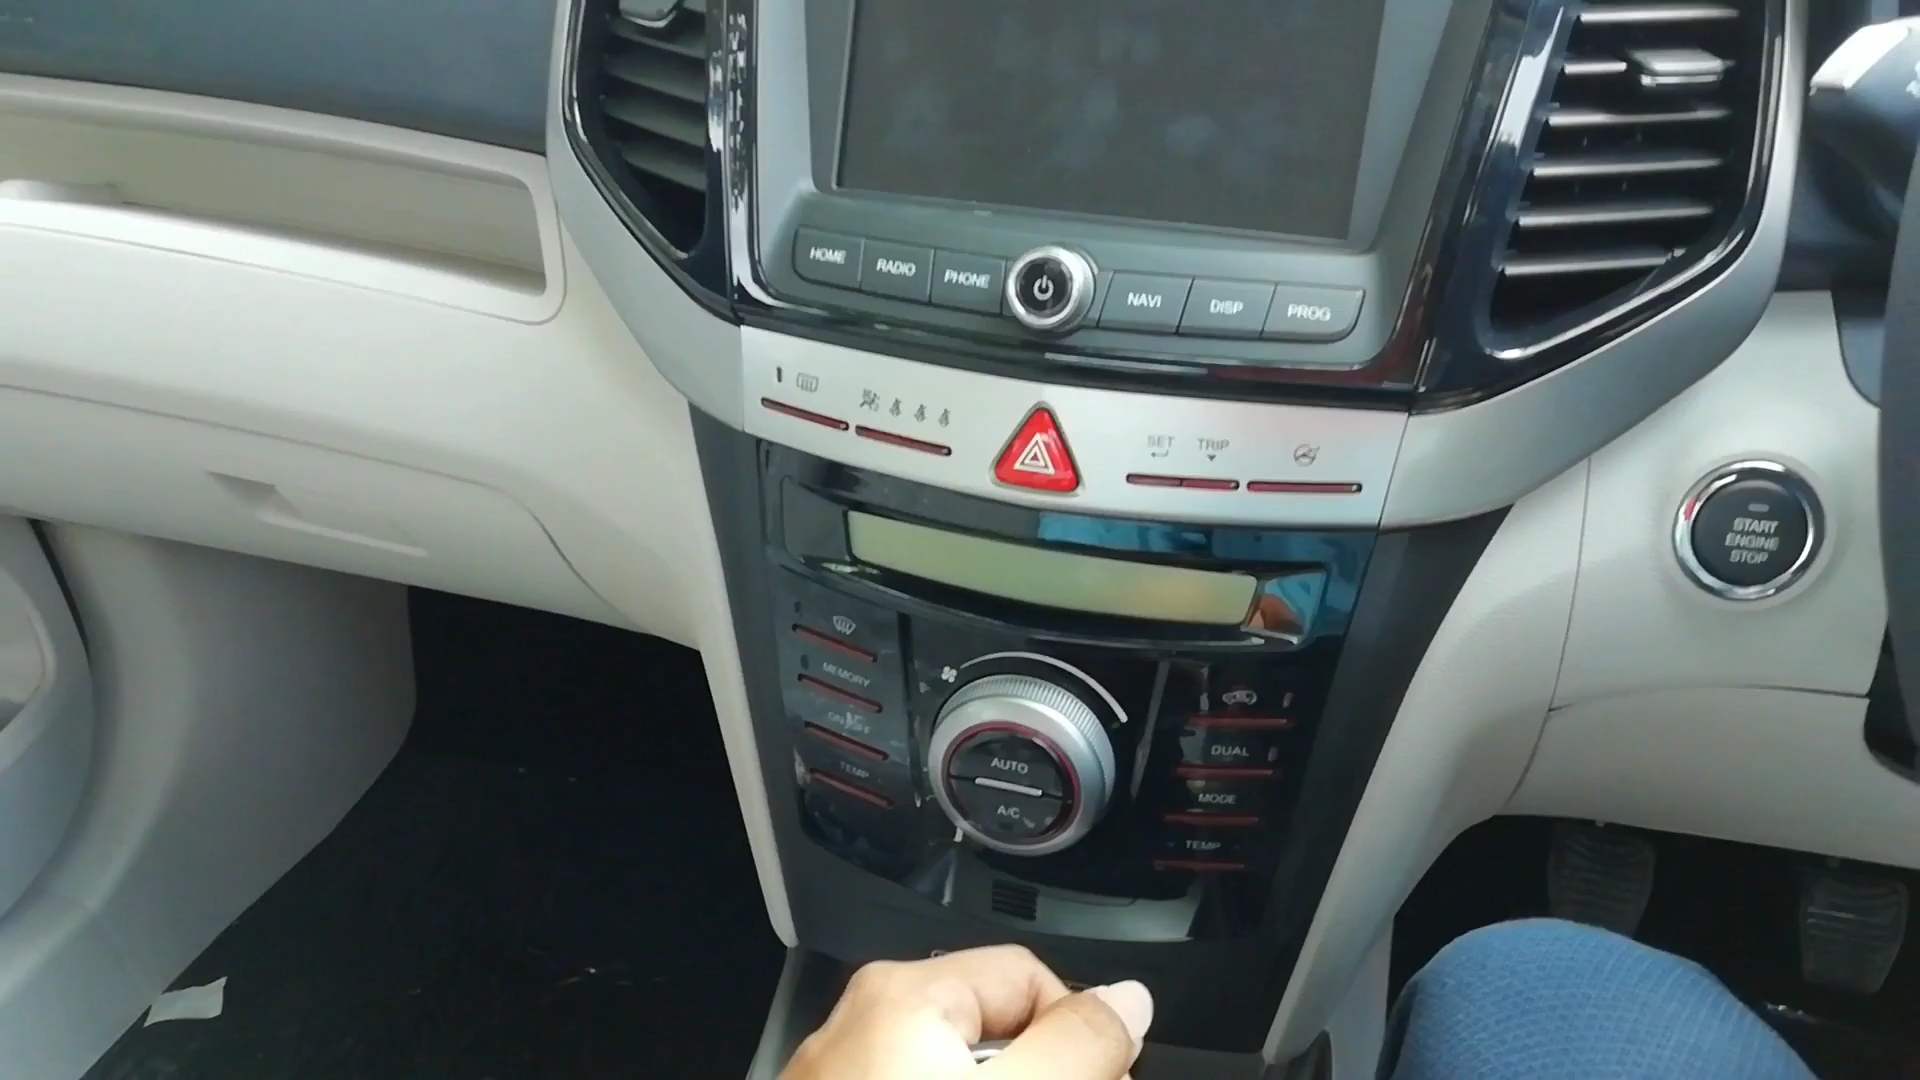 HOME
RADIO
PHONE
NAVI
DISP
PROG
SET
TRIP
START
ENGINE
STOP
MEMORY
TEMP
AUTO
A/C
DUAL
MODE
TEMP